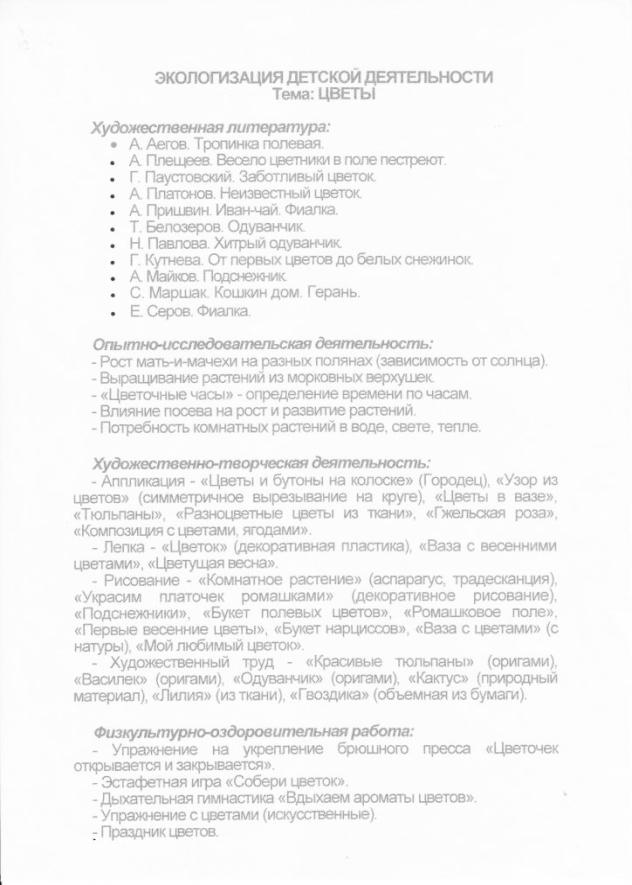 ЭКОЛОГИЗАЦИЯ ДЕТСКОЙ ДЕЯТЕЛЬНОСТИ
Тема: ЦВЕТЫ
Художественная литература:
• А. Аегов. Тропинка полевая.
• А. Плещеев. Весело цветники в поле пестреют.
• Г. Паустовский. Заботливый цветок.
• А. Платонов. Неизвестный цветок.
• А. Пришвин. Иван-чай. Фиалка.
• Т. Белозеров. Одуванчик.
• Н. Павлова. Хитрый одуванчик.
• Г. Кутнева. От первых цветов до белых снежинок.
• А. Майков. Подснежник.
• С. Маршак. Кошкин дом. Герань.
• Е. Серов. Фиалка.
Опытно-исследовательская деятельность:
- Рост мать-и-мачехи на разных полянах (зависимость от солнца).
- Выращивание растений из морковных верхушек.
- «Цветочные часы» - определение времени по часам.
- Влияние посева на рост и развитие растений.
- Потребность комнатных растений в воде, свете, тепле.
Художественно-творческая деятельность:
- Аппликация - «Цветы и бутоны на колоске» (Городец), «Узор из
цветов» (симметричное вырезывание на круге), «Цветы в вазе»,
«Тюльпаны», «Разноцветные цветы из ткани», «Гжельская роза»,
«Композиция с цветами, ягодами».
- Лепка - «Цветок» (декоративная пластика), «Ваза с весенними
цветами», «Цветущая весна».
- Рисование - «Комнатное растение» (аспарагус, традесканция),
«Украсим платочек ромашками» (декоративное рисование),
«Подснежники», «Букет полевых цветов», «Ромашковое поле»,
«Первые весенние цветы», «Букет нарциссов», «Ваза с цветами» (с
натуры), «Мой любимый цветок».
- Художественный труд - «Красивые тюльпаны» (оригами),
«Василек» (оригами), «Одуванчик» (оригами), «Кактус» (природный
материал), «Лилия» (из ткани), «Гвоздика» (объемная из бумаги).
Физкультурно-оздоровительная работа:
- Упражнение на укрепление брюшного пресса «Цветочек
открывается и закрывается».
- Эстафетная игра «Собери цветок».
- Дыхательная гимнастика «Вдыхаем ароматы цветов».
- Упражнение с цветами (искусственные).
- Праздник цветов.